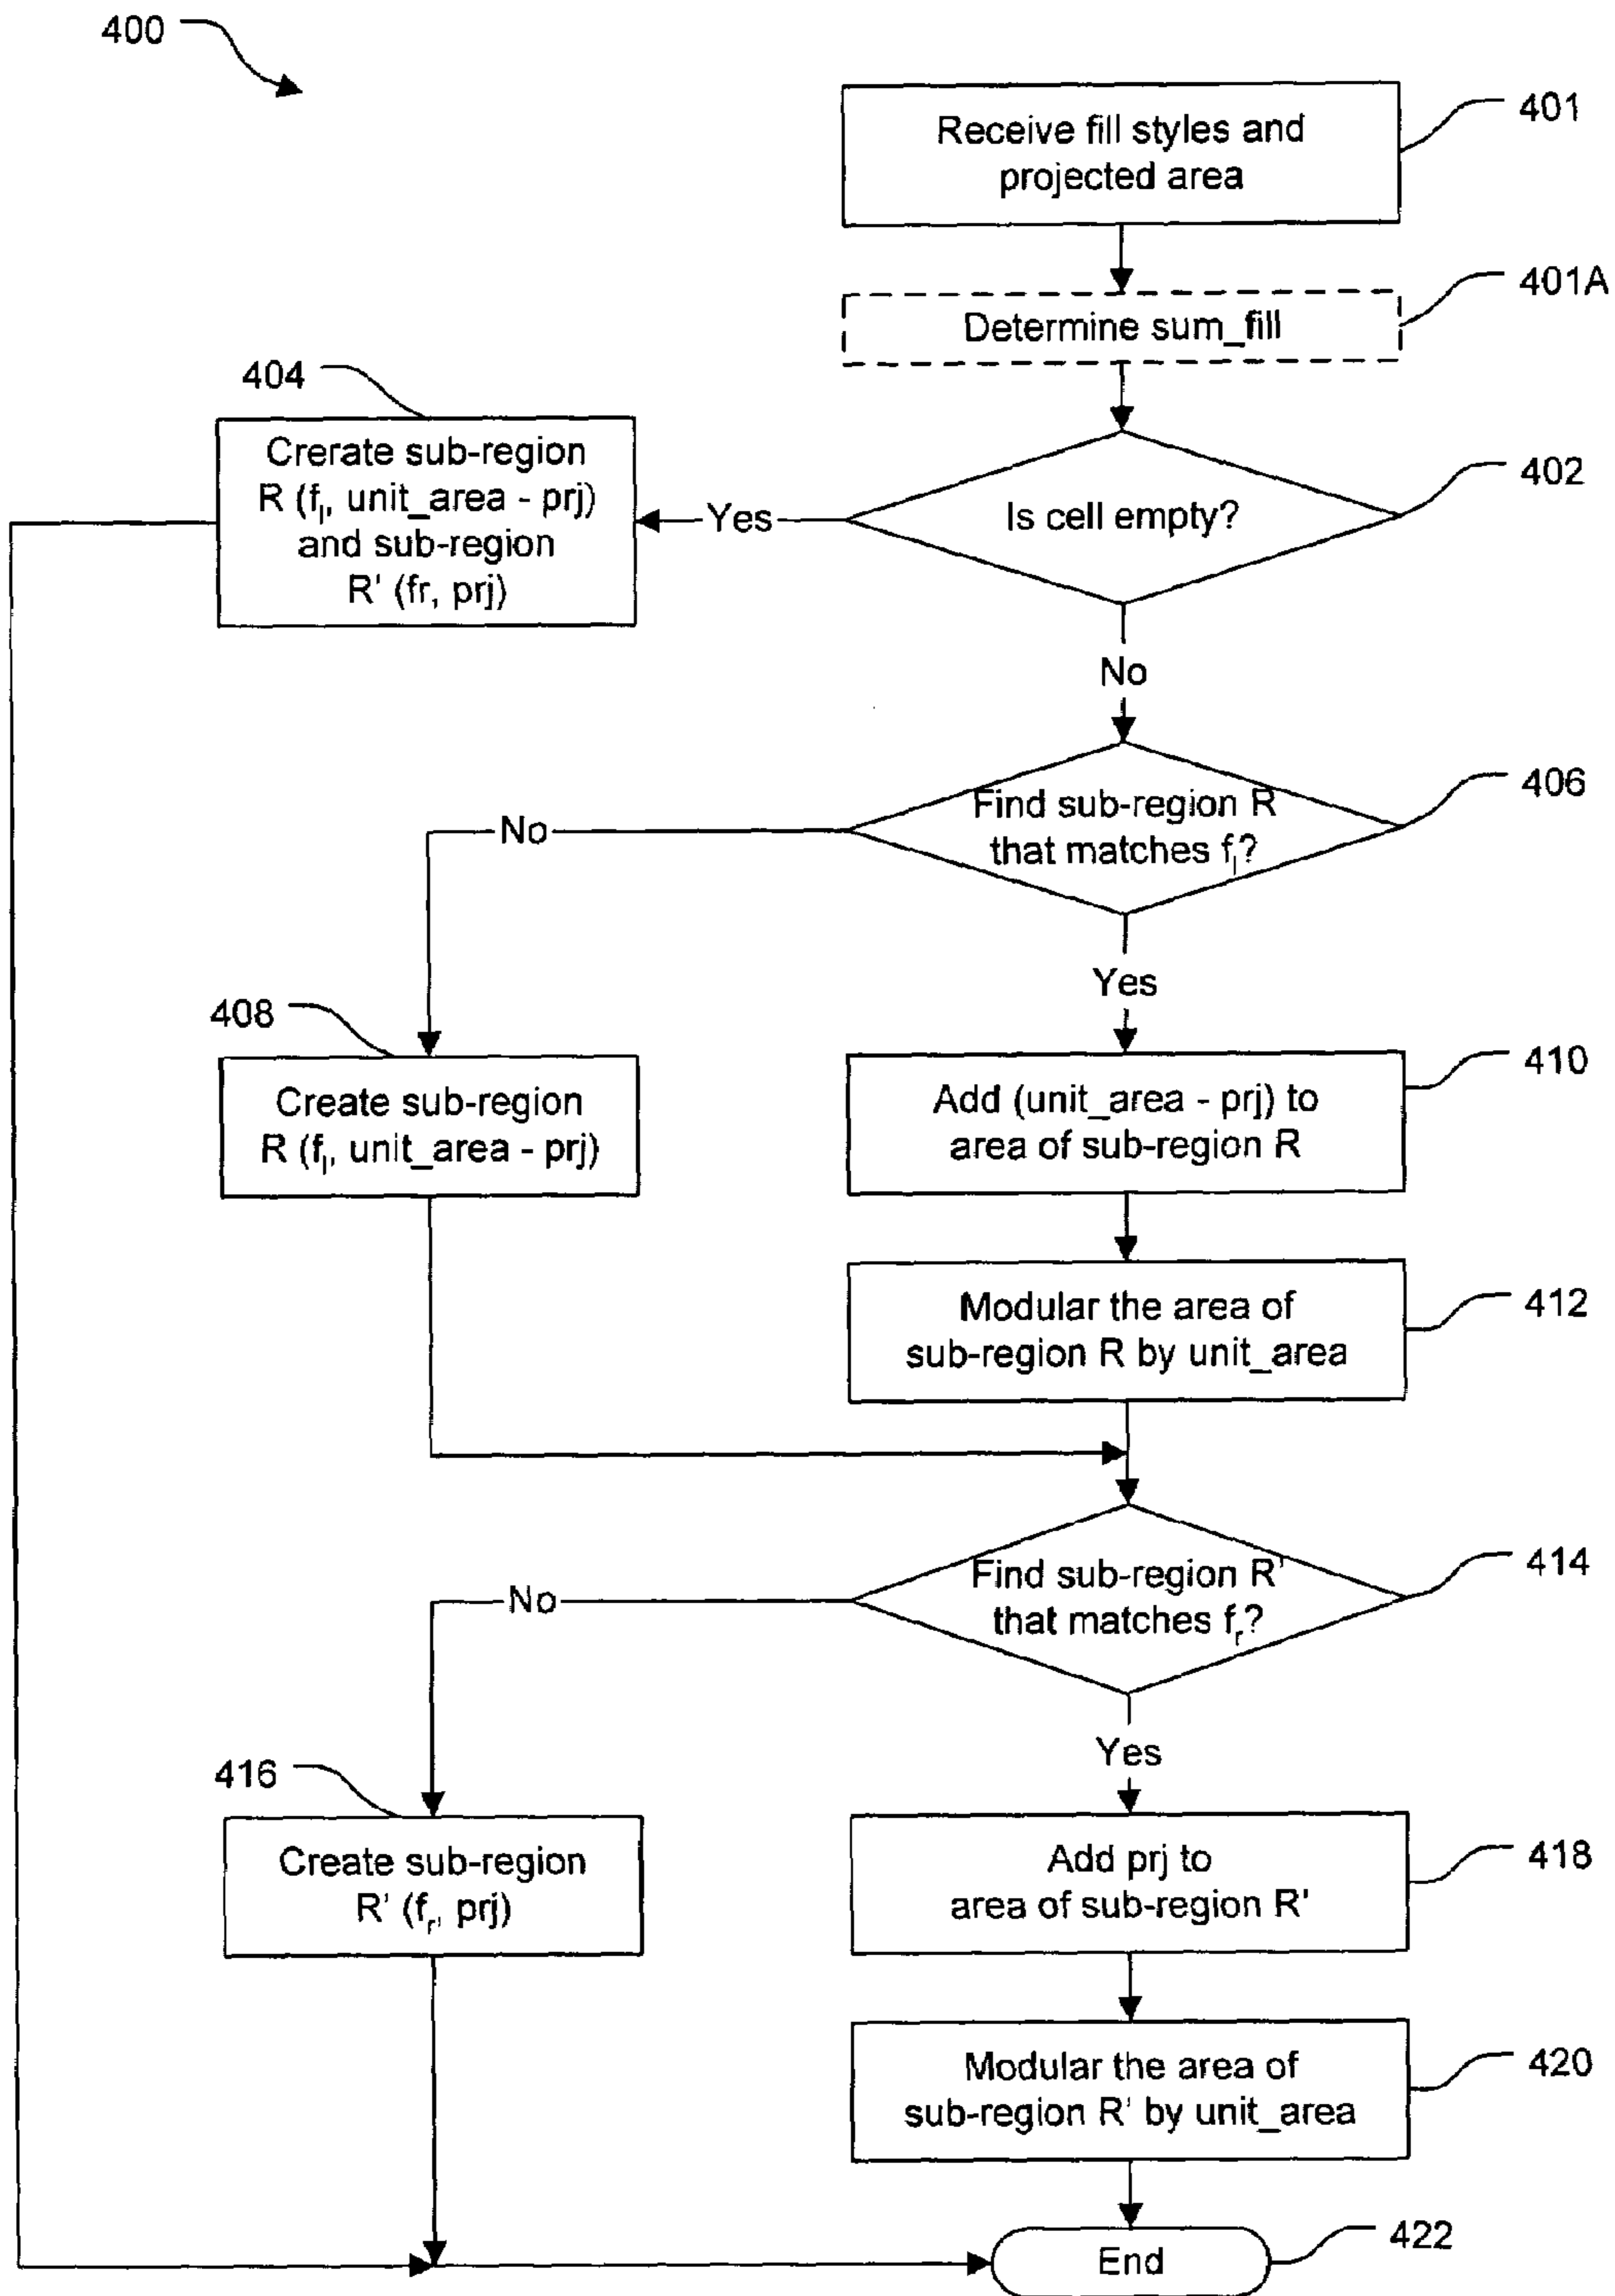 400
Receive fill styles and
projected area
401
Determine sum_fill
401A
Is cell empty?
402
Yes
404
Crerate sub-region
R (fl, unit_area - prj)
and sub-region
R' (fr, prj)
No
Find sub-region R
that matches fl?
406
No
408
Create sub-region
R (fl, unit_area - prj)
Yes
Add (unit_area - prj) to
area of sub-region R
410
Modular the area of
sub-region R by unit_area
412
Find sub-region R'
that matches fr?
414
No
416
Create sub-region
R' (fr, prj)
Yes
Add prj to
area of sub-region R'
418
Modular the area of
sub-region R' by unit_area
420
End
422